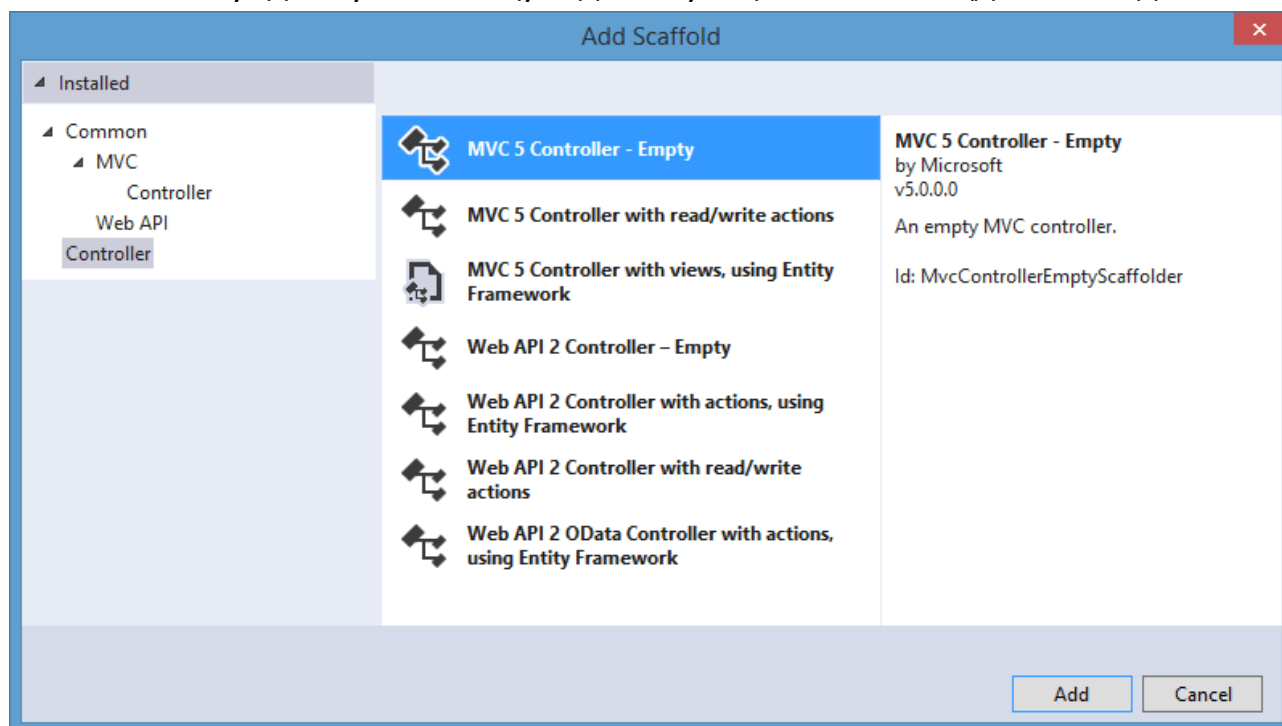 Add Scaffold
Installed
Common
MVC
Controller
Web API
Controller
MVC 5 Controller - Empty
MVC 5 Controller with read/write actions
MVC 5 Controller with views, using Entity
Framework
Web API 2 Controller – Empty
Web API 2 Controller with actions, using
Entity Framework
Web API 2 Controller with read/write
actions
Web API 2 OData Controller with actions,
using Entity Framework
MVC 5 Controller - Empty
by Microsoft
v5.0.0.0
An empty MVC controller.
Id: MvcControllerEmptyScaffolder
Add
Cancel